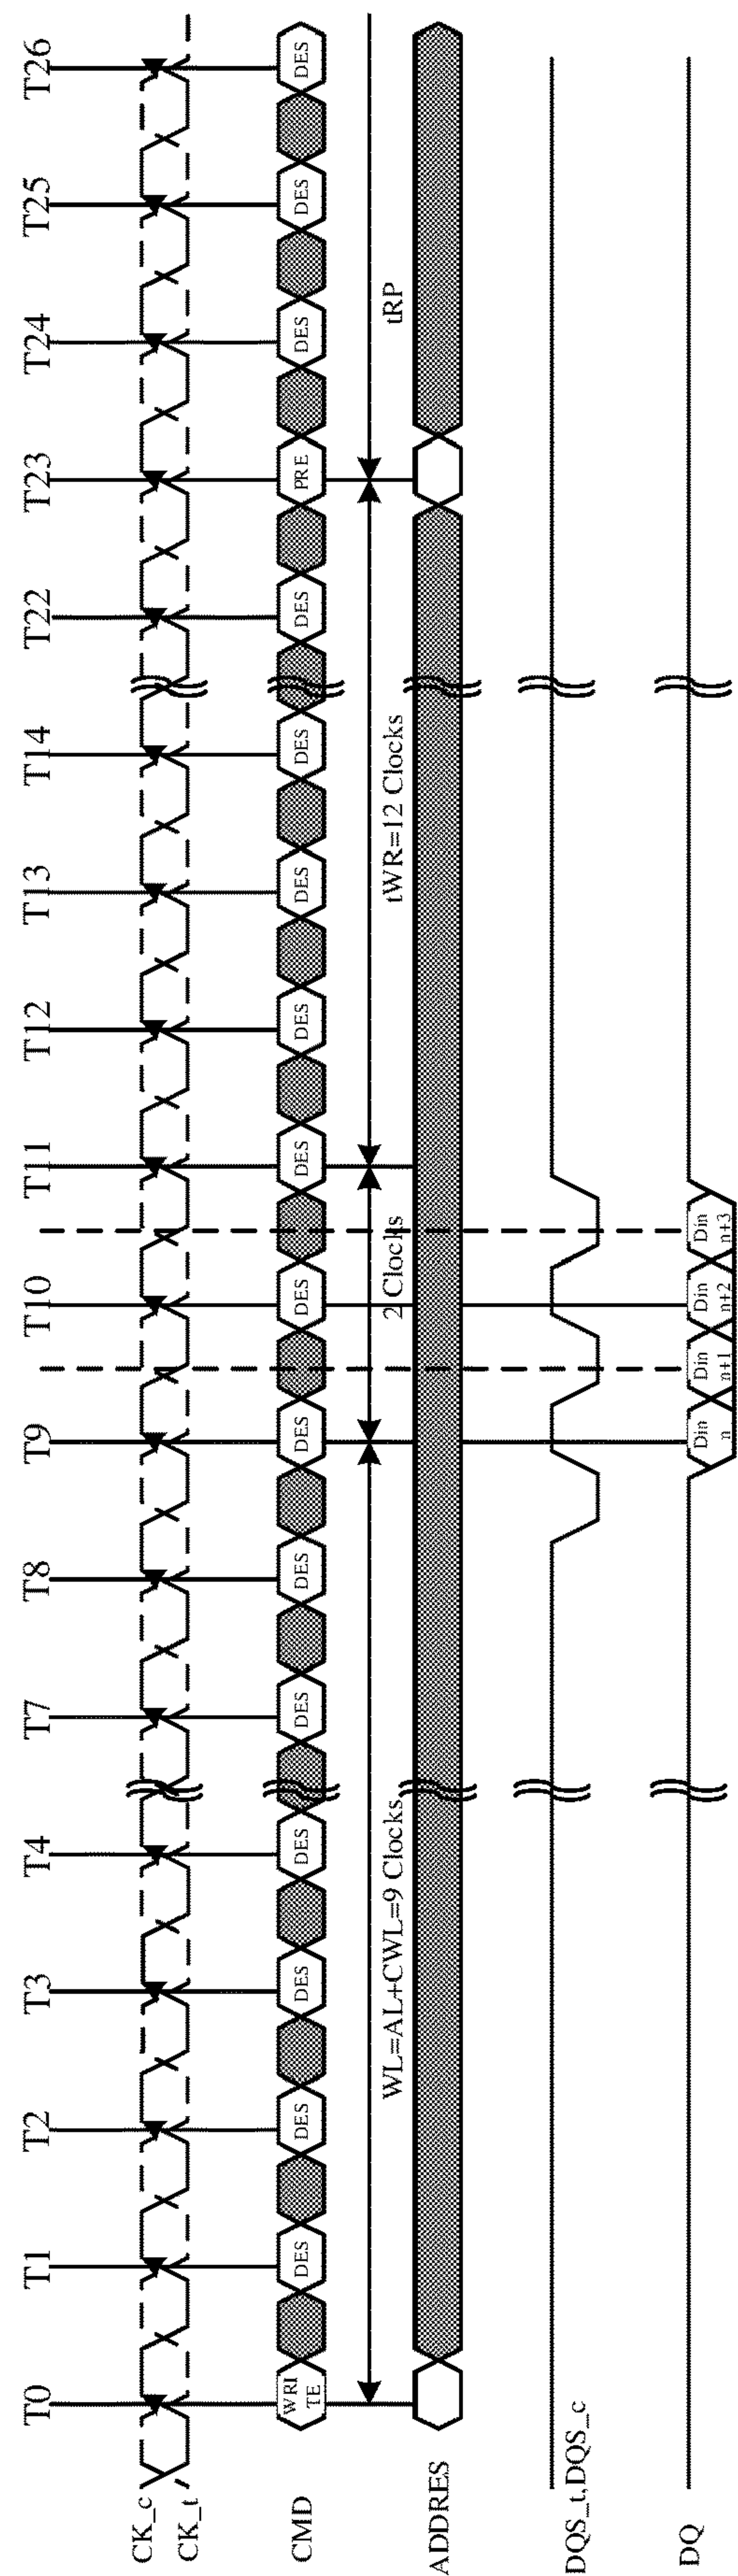 T0 T1 T2 T3 T4 T7 T8 T9 T10 T11 T12 T13 T14 T22 T23 T24 T25 T26
CK_c
CK_t
CMD
WRI
TE
DES DES DES DES DES DES DES DES DES DES DES DES DES PRE DES DES DES
WL=AL+CWL=9 Clocks 2 Clocks tWR=12 Clocks tRP
ADDRES
DQS_t,DQS_c
DQ
Din Din Din Din
n n+1 n+2 n+3